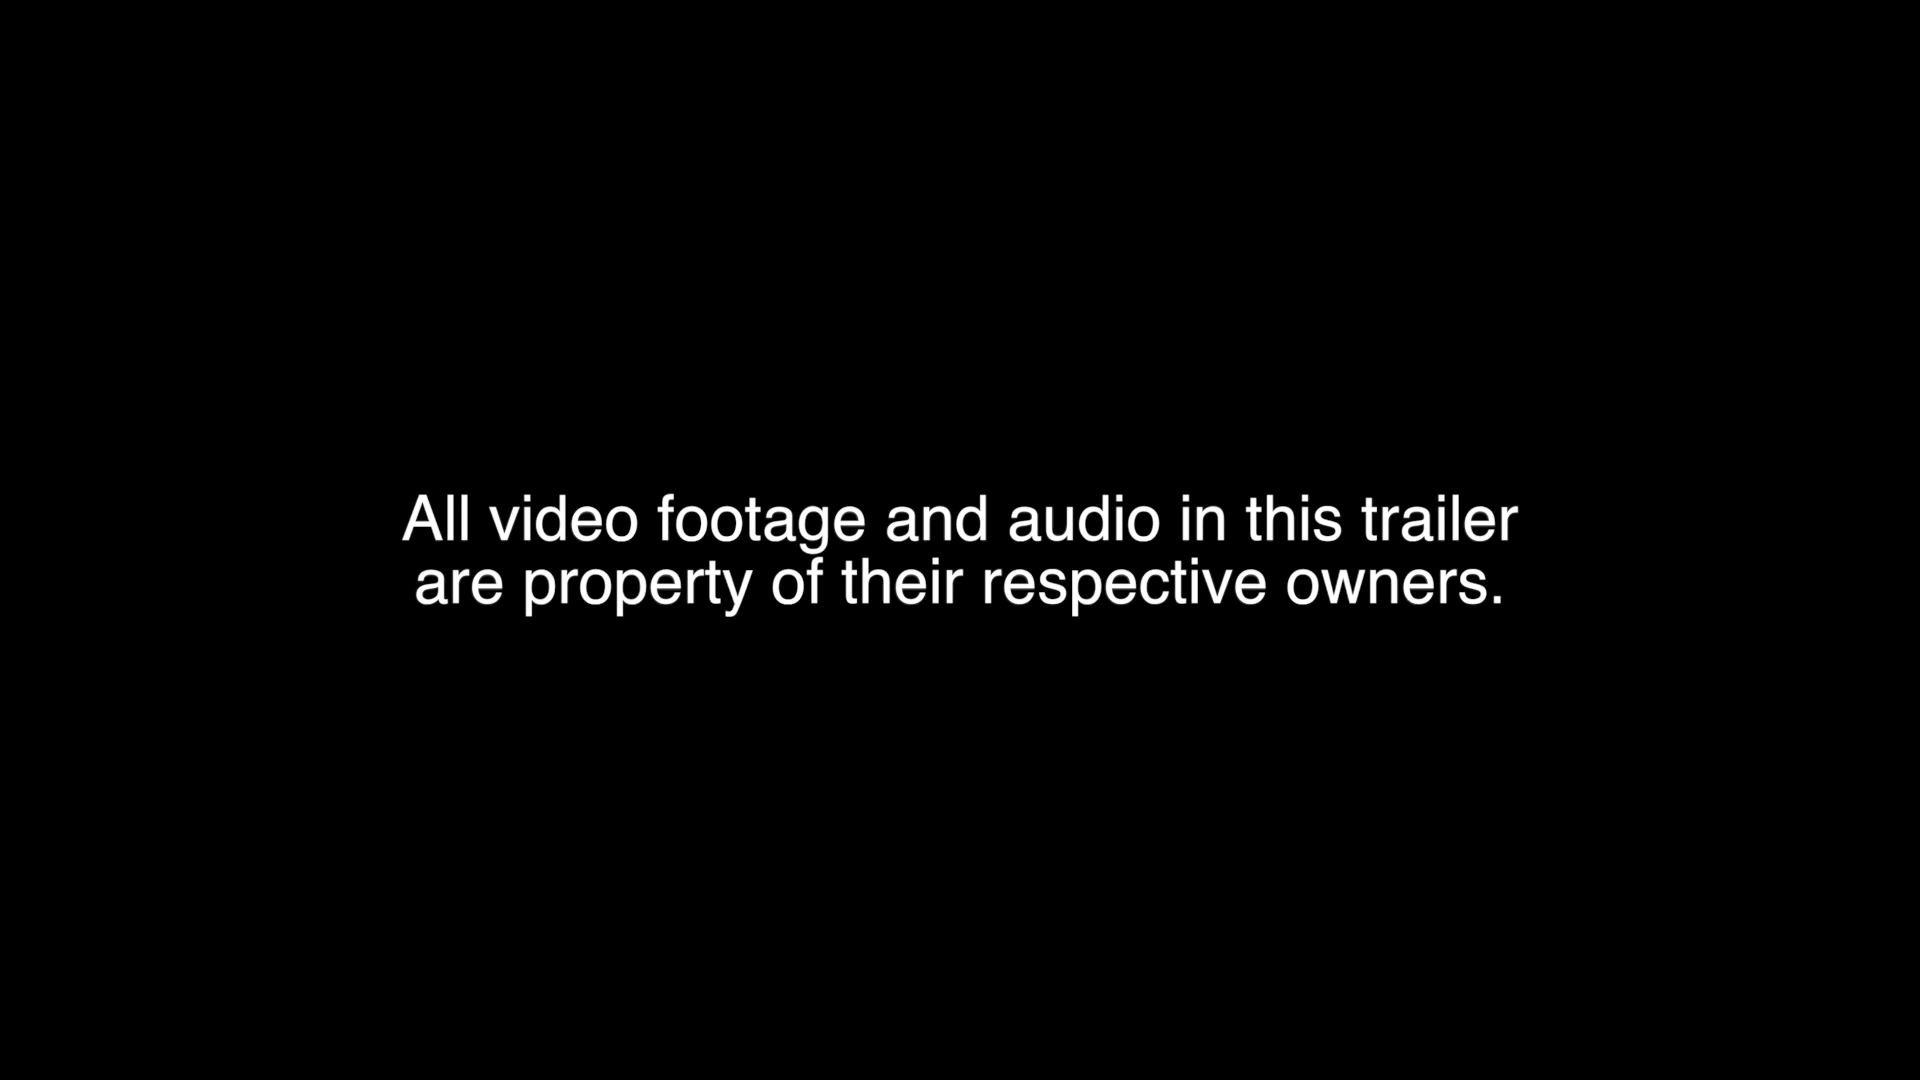 All video footage and audio in this trailer
are property of their respective owners.